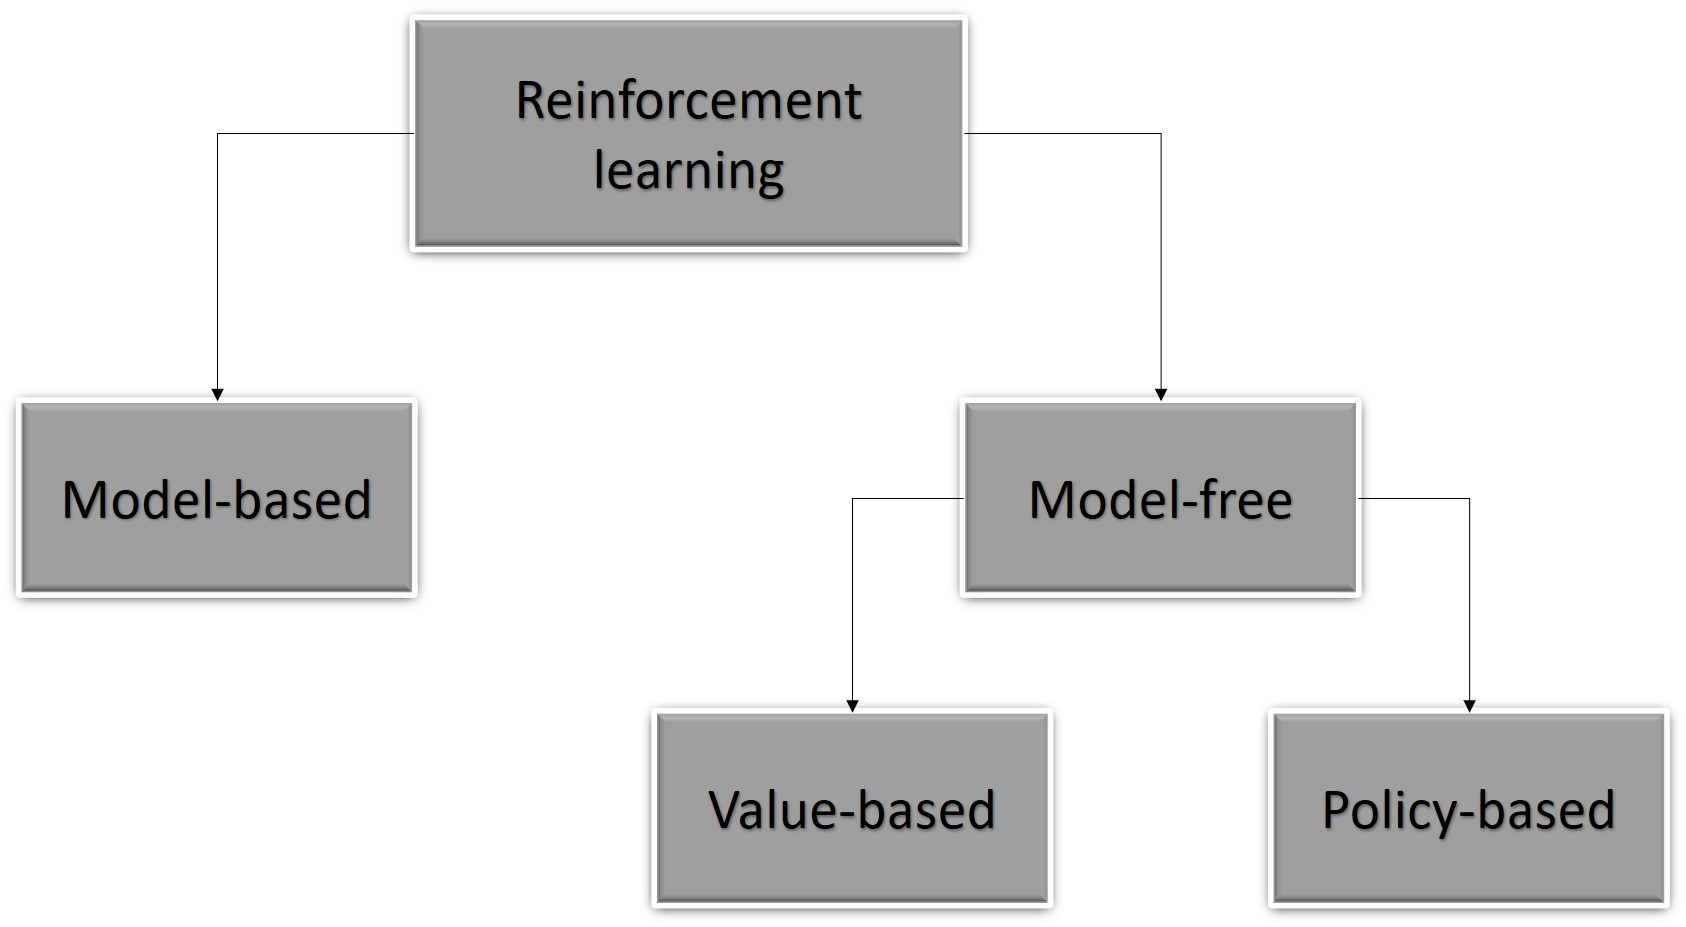 Reinforcement
learning
Model-based
Model-free
Value-based
Policy-based